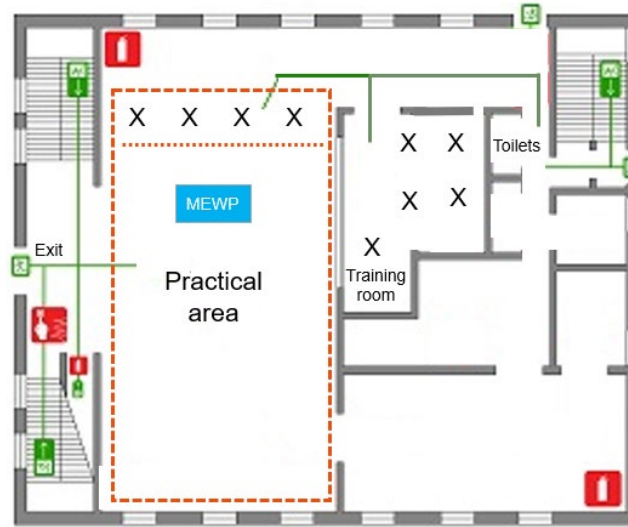 X X X X
X X
Toilets
MEWP
X X
Exit
X
Practical
area
Training
room